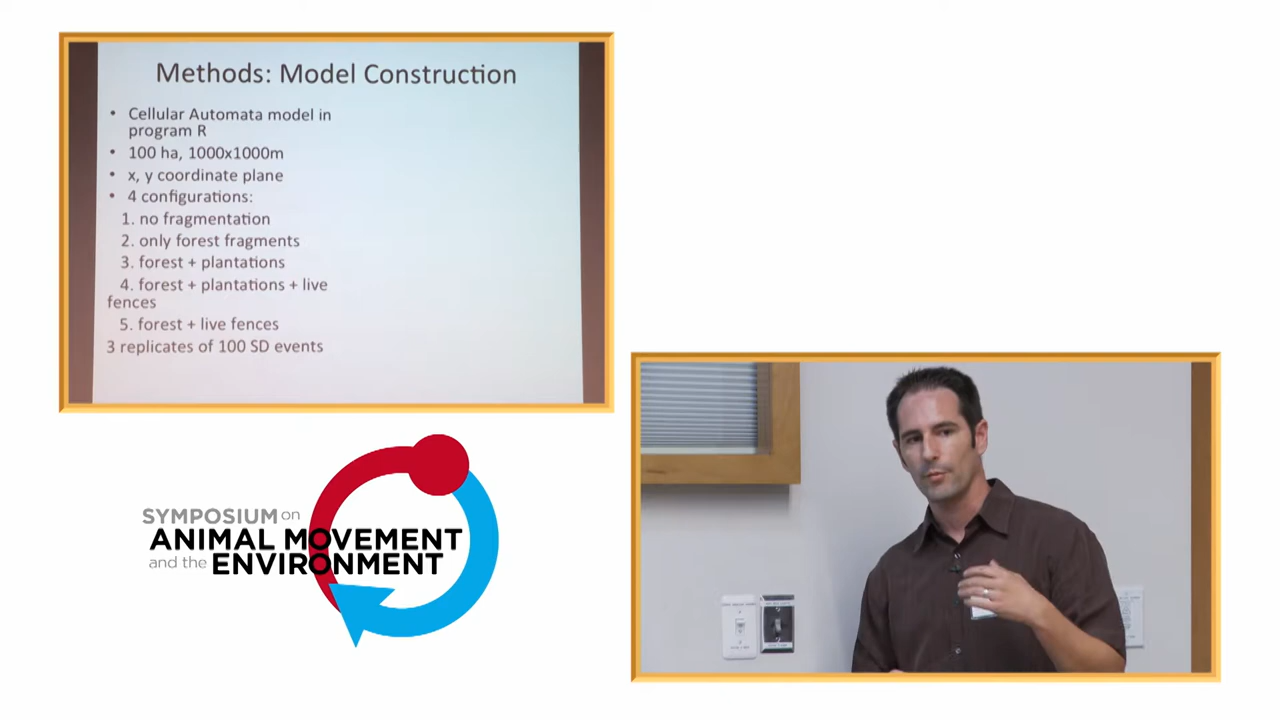 Methods: Model Construction
• Cellular Automata model in
program R
• 100 ha, 1000x1000m
• x, y coordinate plane
• 4 configurations:
1. no fragmentation
2. only forest fragments
3. forest + plantations
4. forest + plantations + live
fences
5. forest + live fences
3 replicates of 100 SD events
SYMPOSIUM on
ANIMAL MOVEMENT
and the ENVIRONMENT